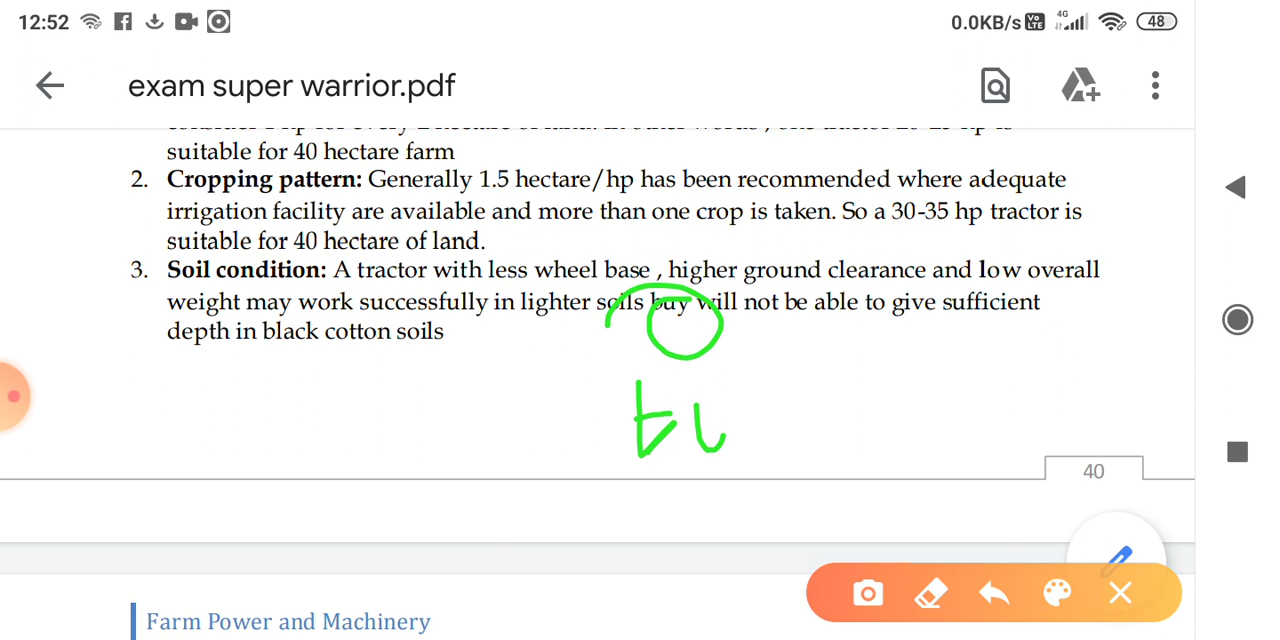 12:52 0.0KB/s Vo LTE 4G 48
exam super warrior.pdf
suitable for 40 hectare farm
2. Cropping pattern: Generally 1.5 hectare/hp has been recommended where adequate
irrigation facility are available and more than one crop is taken. So a 30-35 hp tractor is
suitable for 40 hectare of land.
3. Soil condition: A tractor with less wheel base , higher ground clearance and low overall
weight may work successfully in lighter soils buy will not be able to give sufficient
depth in black cotton soils
40
Farm Power and Machinery